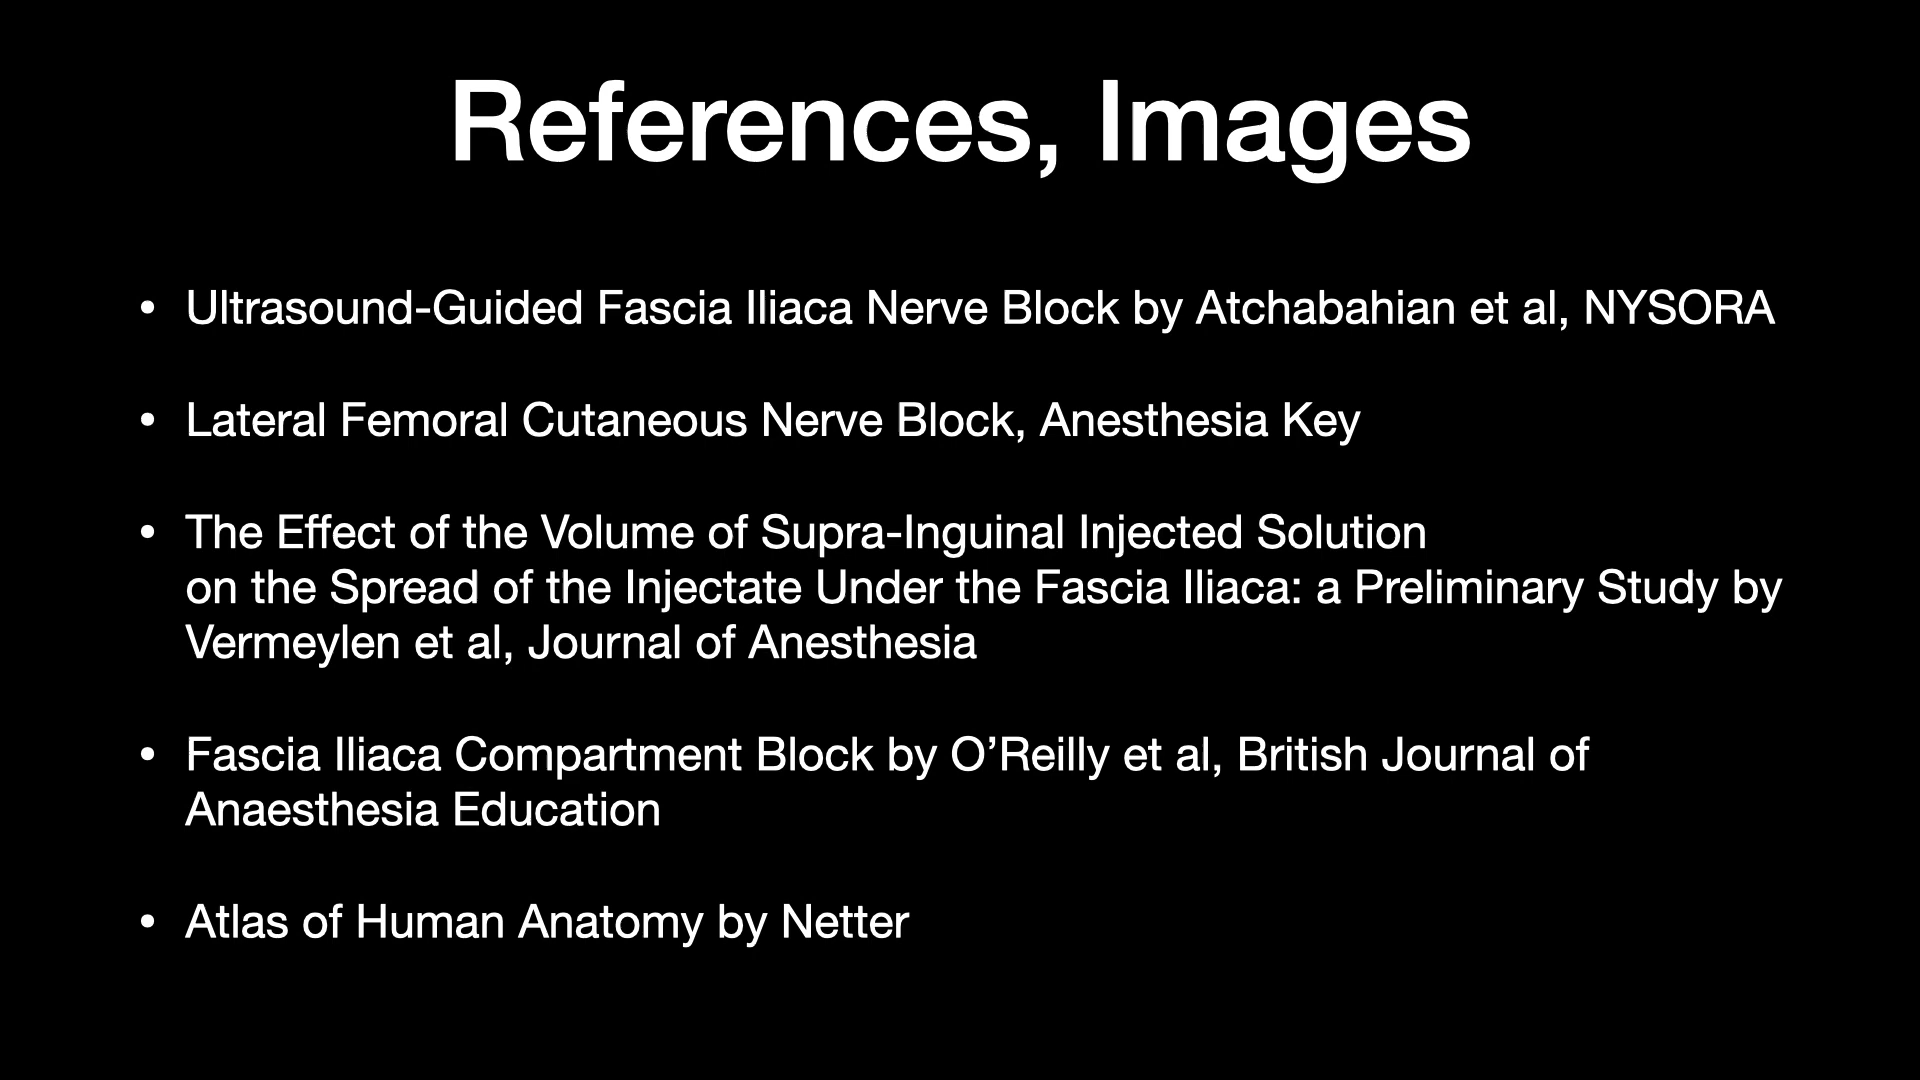 References, Images
• Ultrasound-Guided Fascia Iliaca Nerve Block by Atchabahian et al, NYSORA
• Lateral Femoral Cutaneous Nerve Block, Anesthesia Key
• The Effect of the Volume of Supra-Inguinal Injected Solution
on the Spread of the Injectate Under the Fascia Iliaca: a Preliminary Study by
Vermeylen et al, Journal of Anesthesia
• Fascia Iliaca Compartment Block by O’Reilly et al, British Journal of
Anaesthesia Education
• Atlas of Human Anatomy by Netter